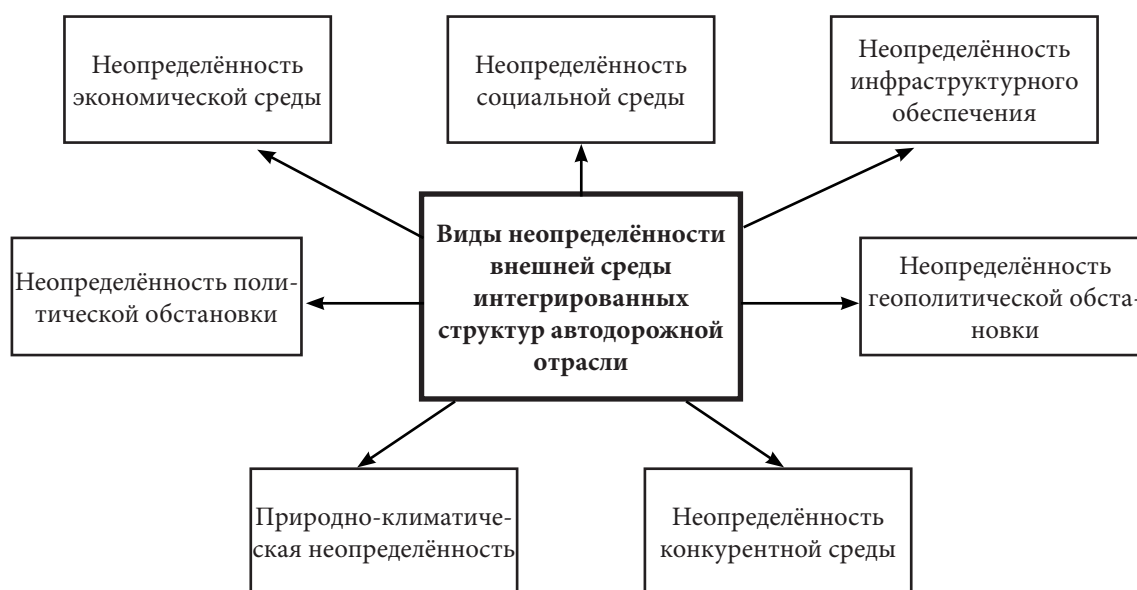 Неопределённость
экономической среды
Неопределённость
социальной среды
Неопределённость
инфраструктурного
обеспечения
Виды неопределённости
внешней среды
интегрированных
структур автодорожной
отрасли
Неопределённость поли-
тической обстановки
Неопределённость
геополитической обста-
новки
Природно-климатиче-
ская неопределённость
Неопределённость
конкурентной среды